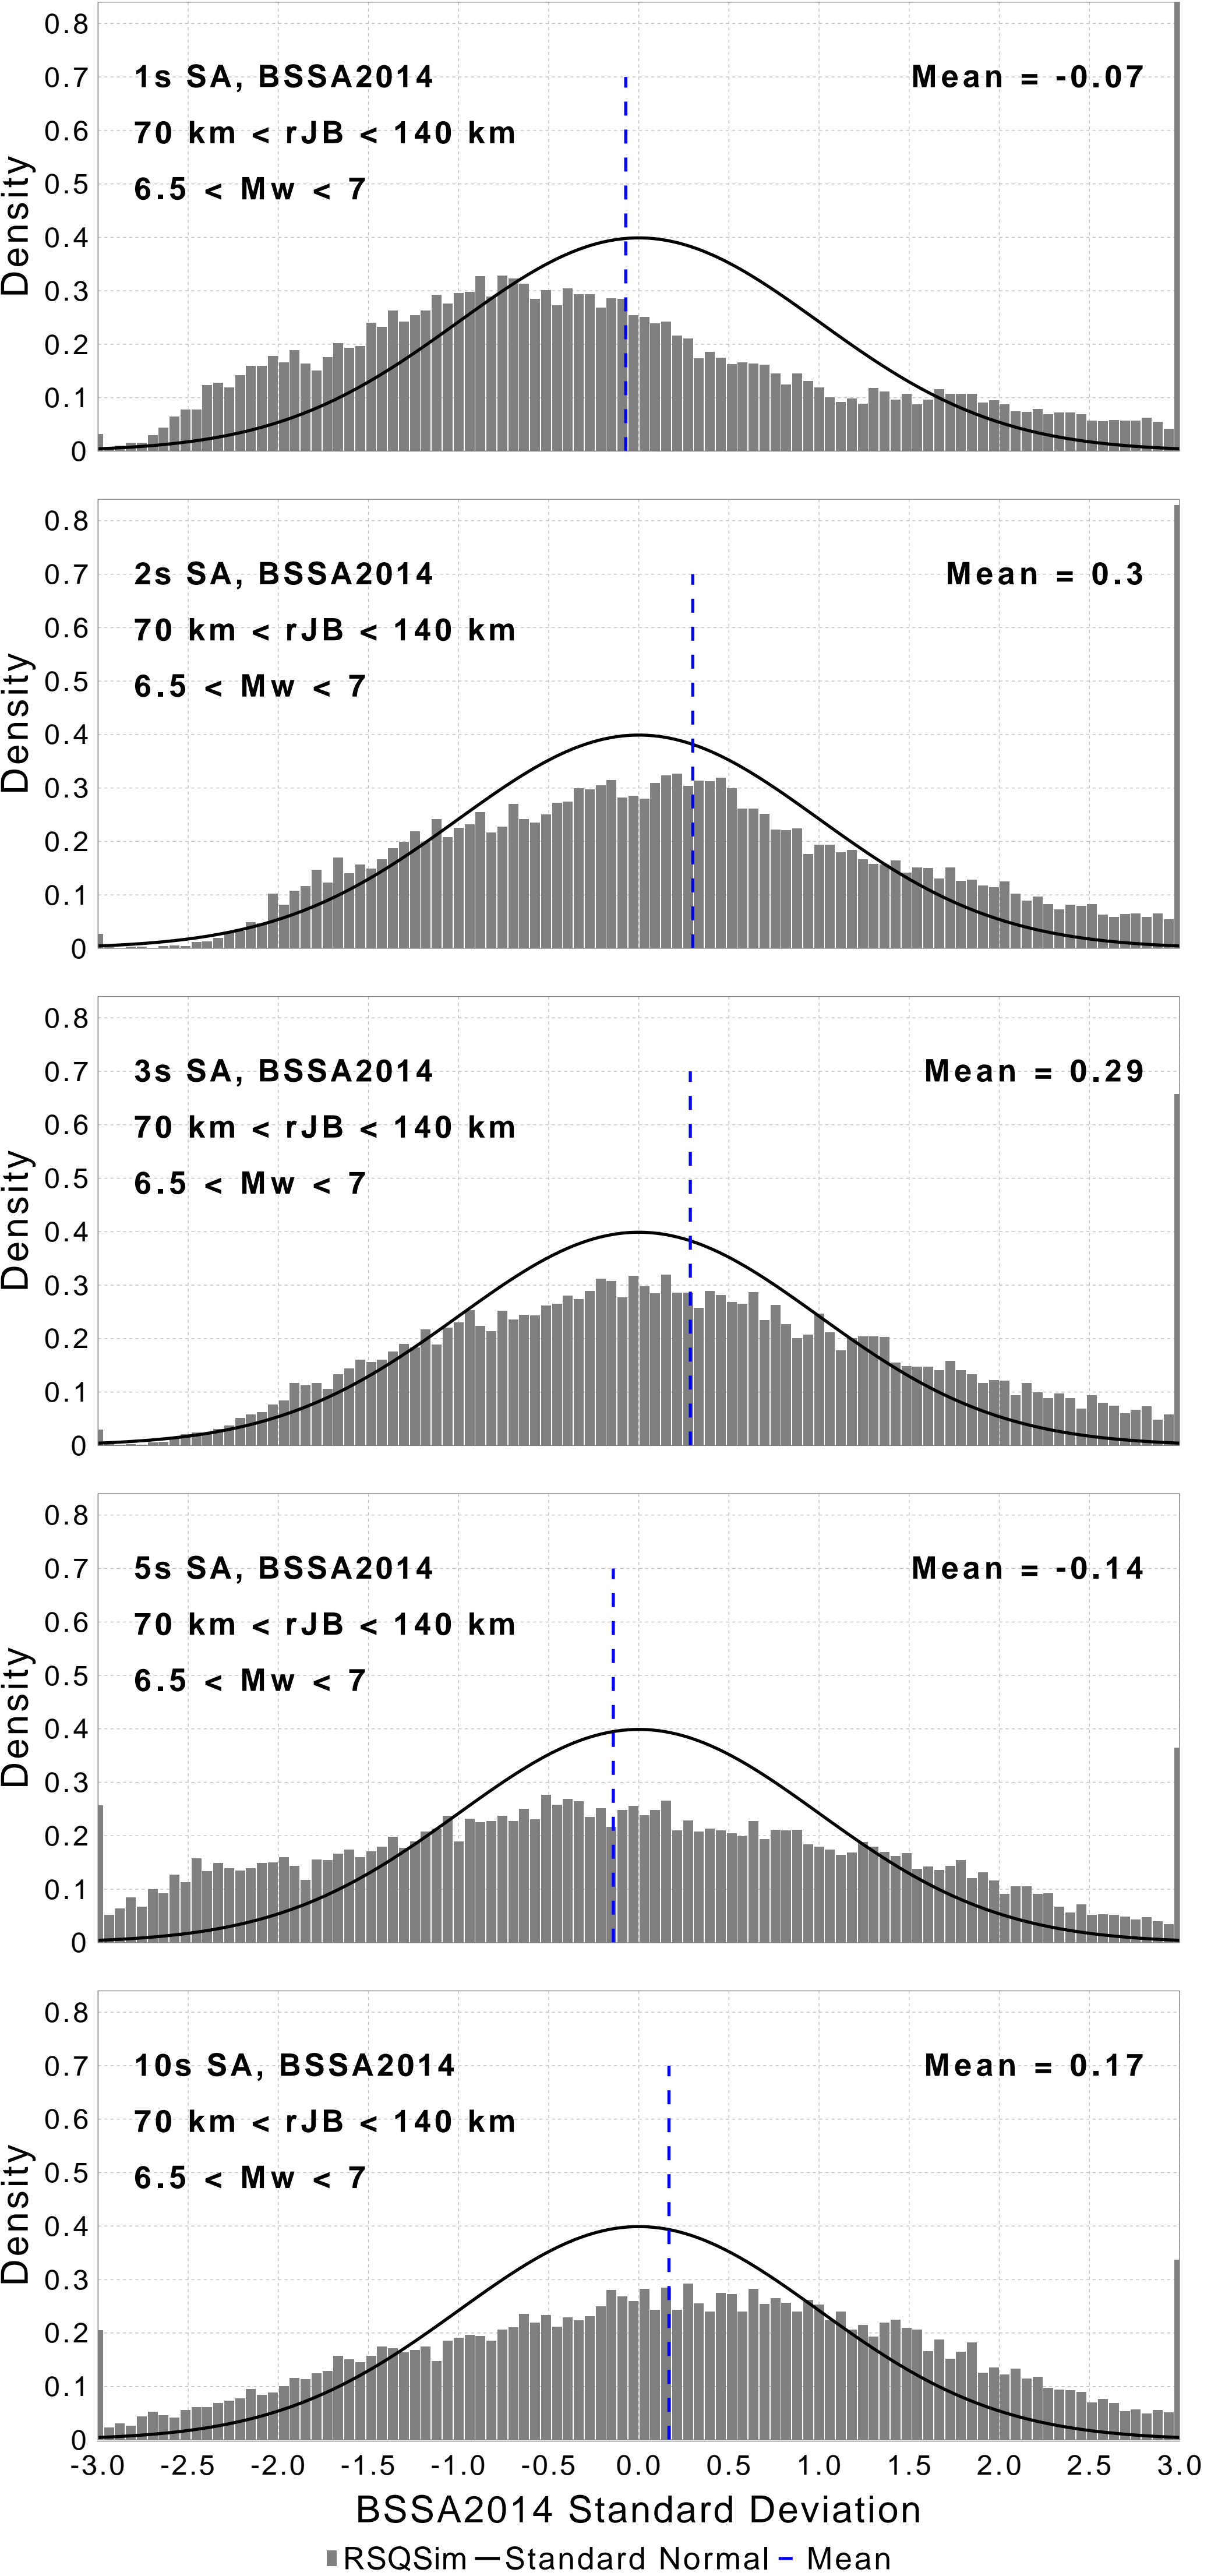 0.8
1s SA, BSSA2014 Mean = -0.07
0.7
70 km < rJB < 140 km
0.6
6.5 < Mw < 7
0.5
0.4
0.3
0.2
0.1
0
Density
0.8
2s SA, BSSA2014 Mean = 0.3
0.7
70 km < rJB < 140 km
0.6
6.5 < Mw < 7
0.5
0.4
0.3
0.2
0.1
0
Density
0.8
3s SA, BSSA2014 Mean = 0.29
0.7
70 km < rJB < 140 km
0.6
6.5 < Mw < 7
0.5
0.4
0.3
0.2
0.1
0
Density
0.8
5s SA, BSSA2014 Mean = -0.14
0.7
70 km < rJB < 140 km
0.6
6.5 < Mw < 7
0.5
0.4
0.3
0.2
0.1
0
Density
0.8
10s SA, BSSA2014 Mean = 0.17
0.7
70 km < rJB < 140 km
0.6
6.5 < Mw < 7
0.5
0.4
0.3
0.2
0.1
0
Density
-3.0 -2.5 -2.0 -1.5 -1.0 -0.5 0.0 0.5 1.0 1.5 2.0 2.5 3.0
BSSA2014 Standard Deviation
RSQSim Standard Normal Mean